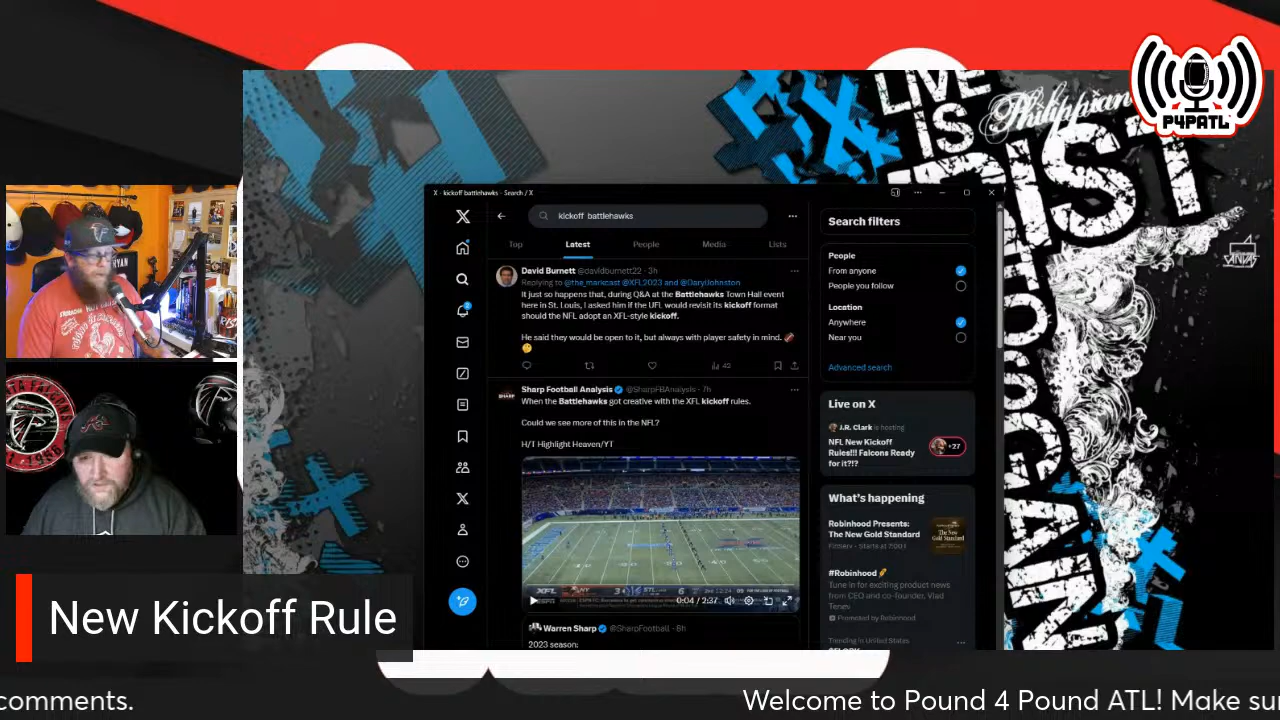 LIVE
IS
Philippian
P4PATL
X - kickoff battlehawks - Search / X
kickoff battlehawks
Top
Latest
People
Media
Lists
David Burnett @davidburnett22 · 3h
Replying to @the_markcast @XFL2023 and @DarylJohnston
It just so happens that, during Q&A at the Battlehawks Town Hall event
here in St. Louis, I asked him if the UFL would revisit its kickoff format
should the NFL adopt an XFL-style kickoff.
He said they would be open to it, but always with player safety in mind. 🏈
🤔
Sharp Football Analysis @SharpFBAnalysis · 7h
When the Battlehawks got creative with the XFL kickoff rules.
Could we see more of this in the NFL?
H/T Highlight Heaven/YT
0:04 / 2:37
Warren Sharp @SharpFootball · 8h
2023 season:
Search filters
People
From anyone
People you follow
Location
Anywhere
Near you
Advanced search
Live on X
J.R. Clark is hosting
NFL New Kickoff
Rules!!! Falcons Ready
for it?!?
+27
What's happening
Robinhood Presents:
The New Gold Standard
#Robinhood
Tune in for exciting product news
from CEO and co-founder, Vlad
Tenev
Promoted by Robinhood
Trending in United States
New Kickoff Rule
comments.
Welcome to Pound 4 Pound ATL! Make sur